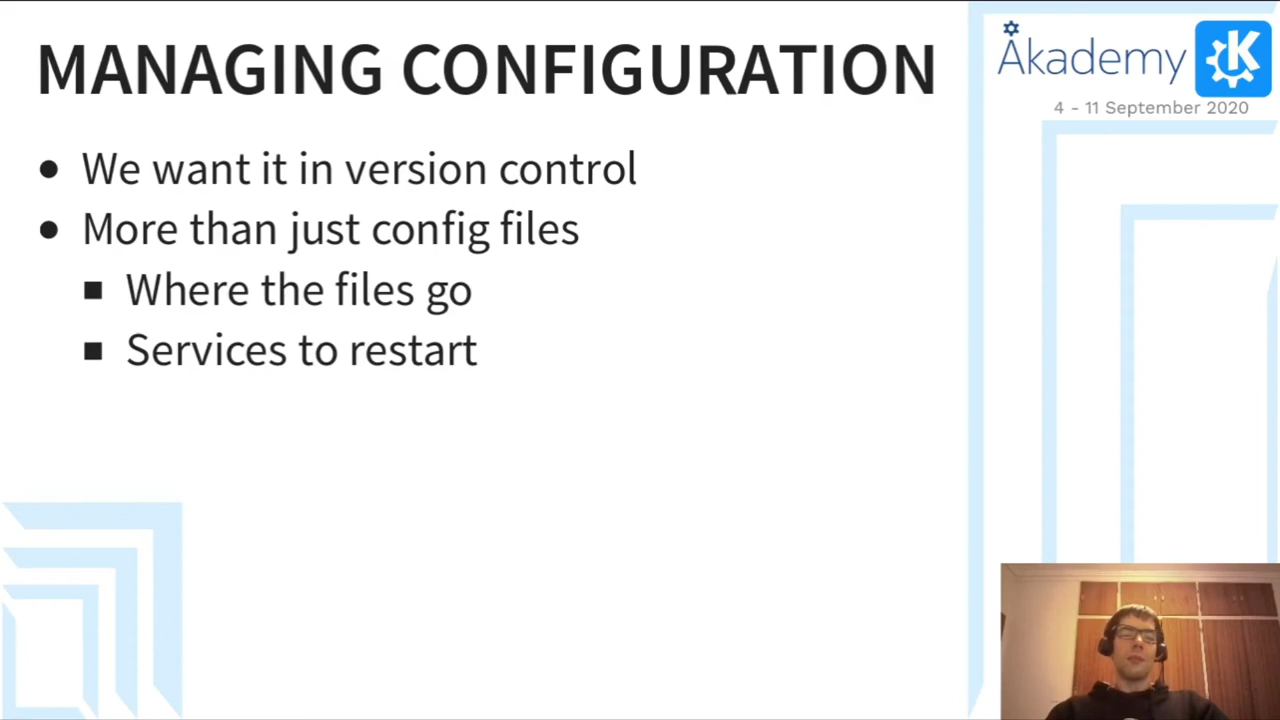 MANAGING CONFIGURATION
Akademy
4 - 11 September 2020
• We want it in version control
• More than just config files
▪ Where the files go
▪ Services to restart